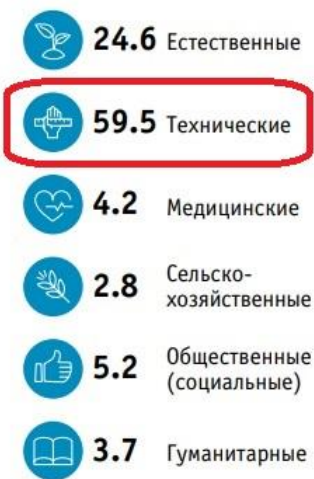 24.6 Естественные
59.5 Технические
4.2 Медицинские
2.8 Сельско-
хозяйственные
5.2 Общественные
(социальные)
3.7 Гуманитарные